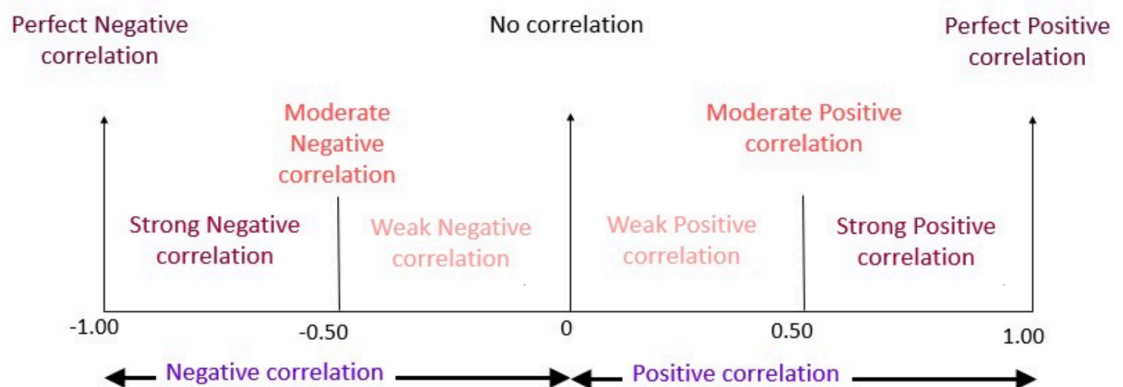 Perfect Negative
correlation
No correlation
Perfect Positive
correlation
Moderate
Negative
correlation
Moderate Positive
correlation
Strong Negative
correlation
Weak Negative
correlation
Weak Positive
correlation
Strong Positive
correlation
-1.00
-0.50
0
0.50
1.00
Negative correlation
Positive correlation